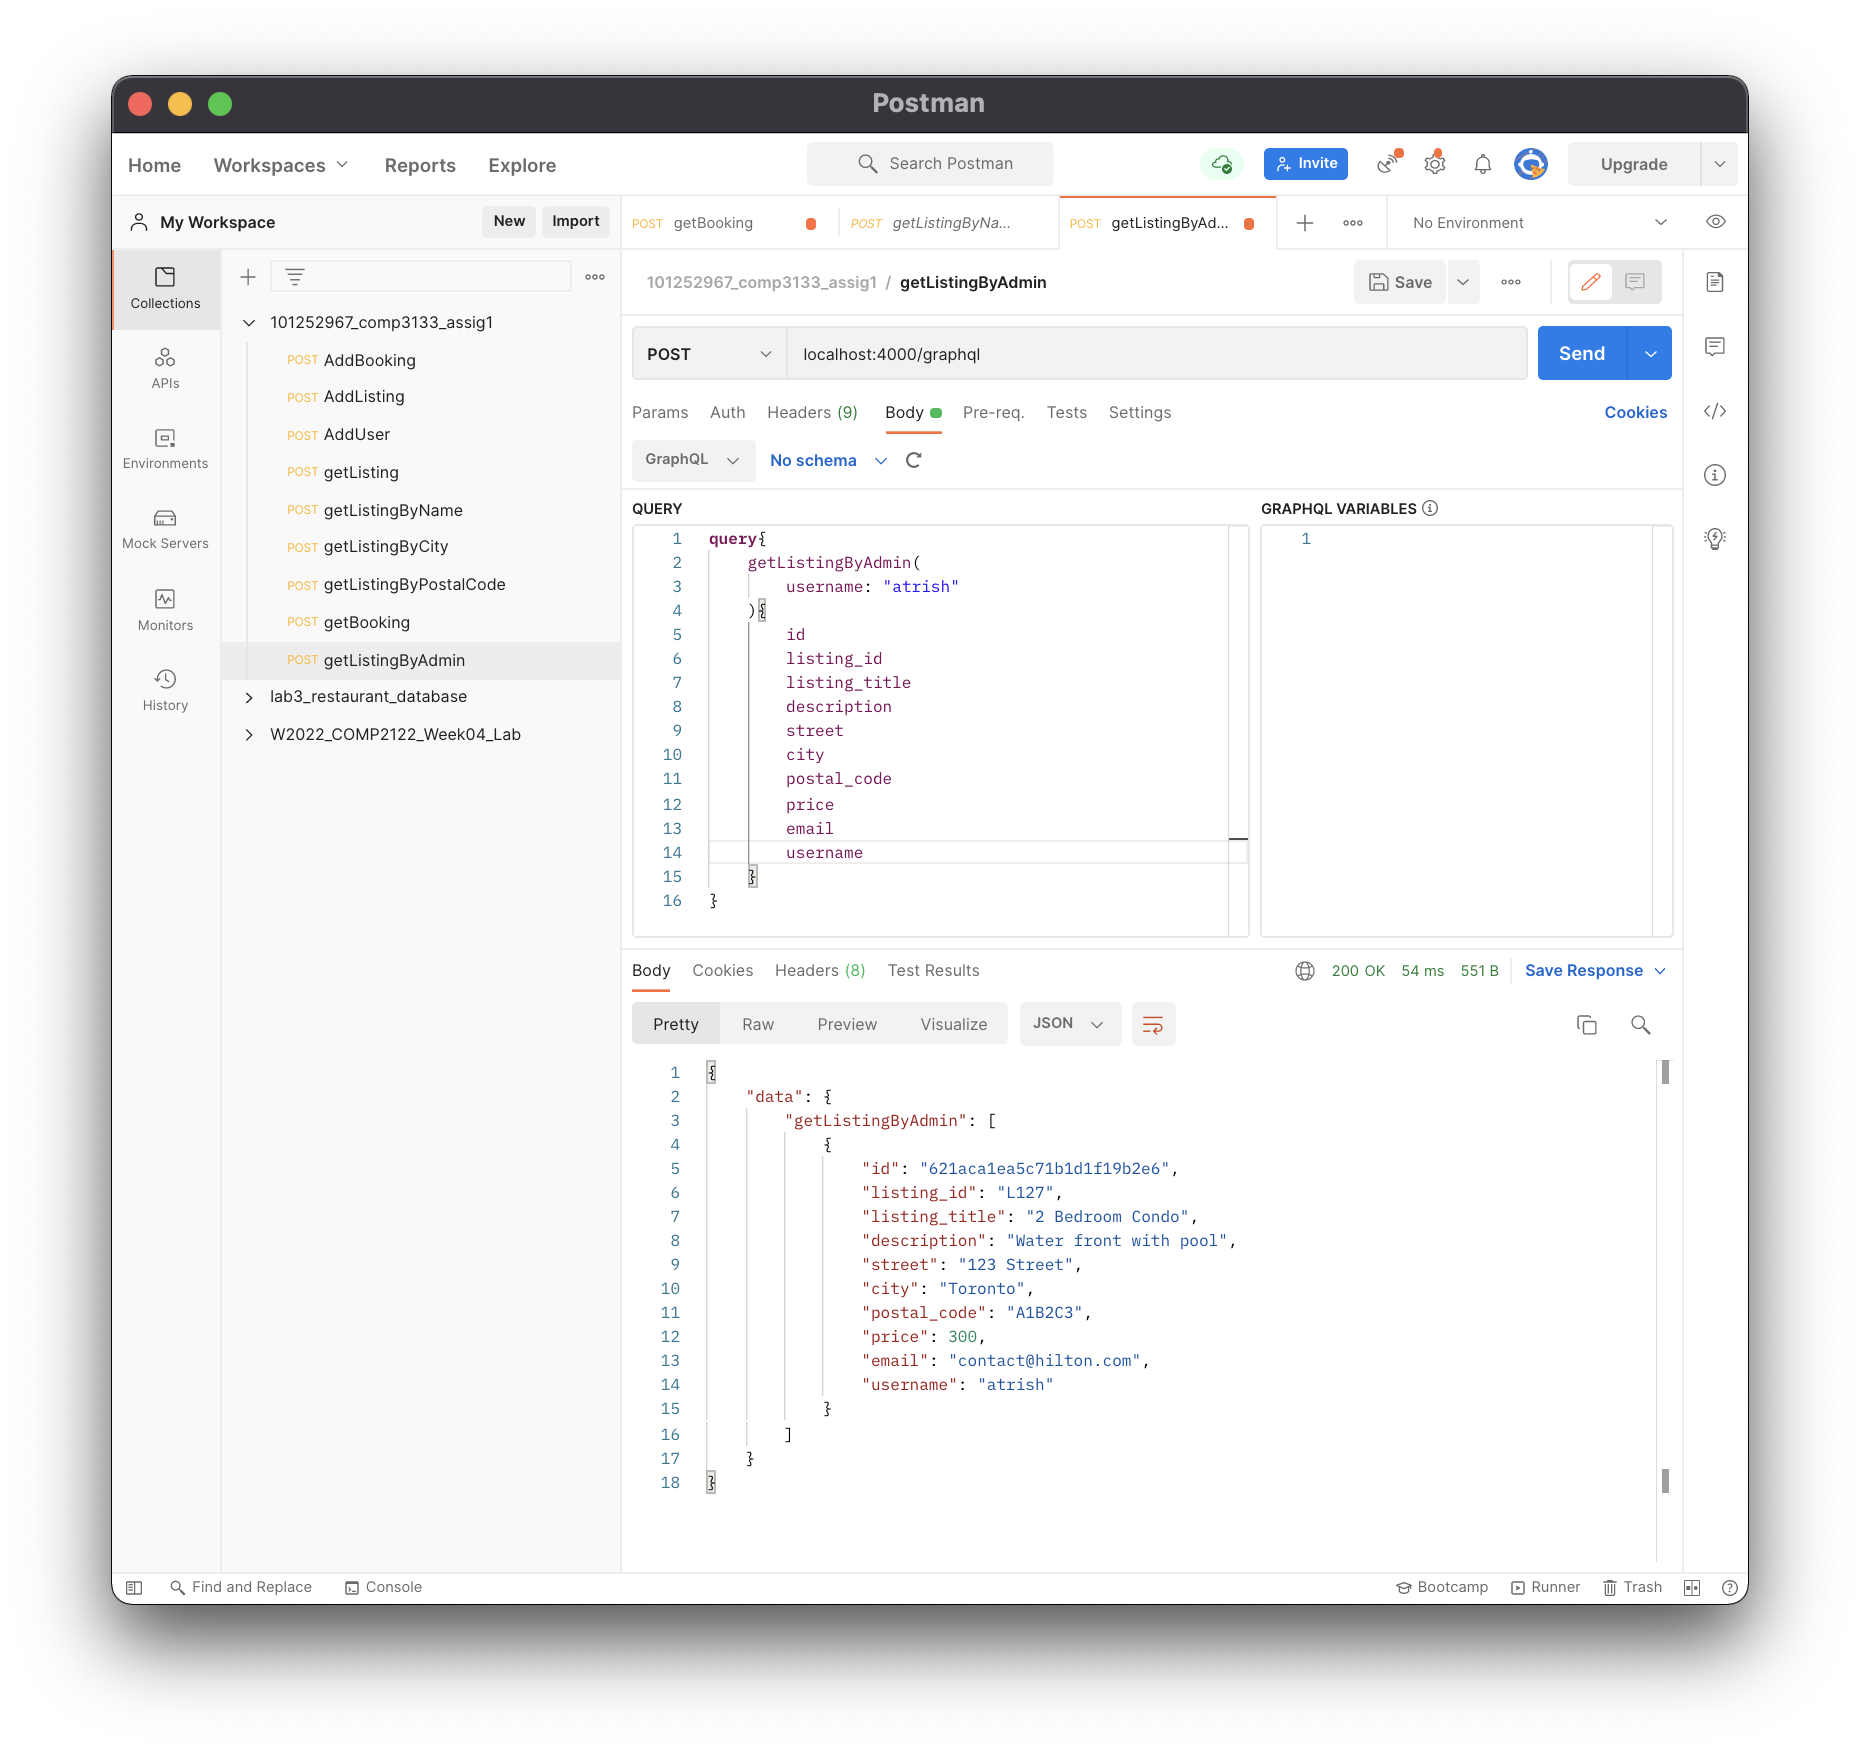 Postman
Home Workspaces Reports Explore Search Postman Invite Upgrade
My Workspace New Import POST getBooking POST getListingByNa... POST getListingByAd... No Environment
Collections
APIs
Environments
Mock Servers
Monitors
History
101252967_comp3133_assig1
POST AddBooking
POST AddListing
POST AddUser
POST getListing
POST getListingByName
POST getListingByCity
POST getListingByPostalCode
POST getBooking
POST getListingByAdmin
lab3_restaurant_database
W2022_COMP2122_Week04_Lab
101252967_comp3133_assig1 / getListingByAdmin Save
POST localhost:4000/graphql Send
Params Auth Headers (9) Body Pre-req. Tests Settings Cookies
GraphQL No schema
QUERY
1 query{
2 getListingByAdmin(
3 username: "atrish"
4 ){
5 id
6 listing_id
7 listing_title
8 description
9 street
10 city
11 postal_code
12 price
13 email
14 username
15 }
16 }
GRAPHQL VARIABLES
1
Body Cookies Headers (8) Test Results 200 OK 54 ms 551 B Save Response
Pretty Raw Preview Visualize JSON
1 {
2 "data": {
3 "getListingByAdmin": [
4 {
5 "id": "621aca1ea5c71b1d1f19b2e6",
6 "listing_id": "L127",
7 "listing_title": "2 Bedroom Condo",
8 "description": "Water front with pool",
9 "street": "123 Street",
10 "city": "Toronto",
11 "postal_code": "A1B2C3",
12 "price": 300,
13 "email": "contact@hilton.com",
14 "username": "atrish"
15 }
16 ]
17 }
18 }
Find and Replace Console Bootcamp Runner Trash